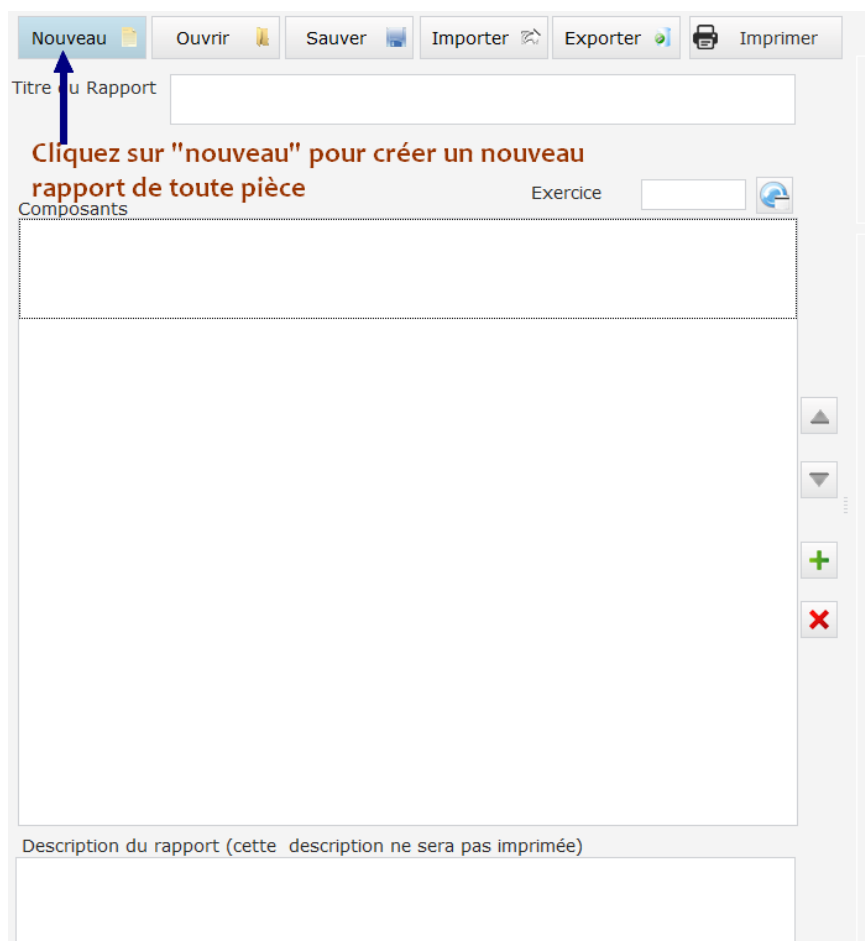 Nouveau Ouvrir Sauver Importer Exporter Imprimer
Titre du Rapport
Cliquez sur "nouveau" pour créer un nouveau
rapport de toute pièce
Exercice
Composants
Description du rapport (cette description ne sera pas imprimée)